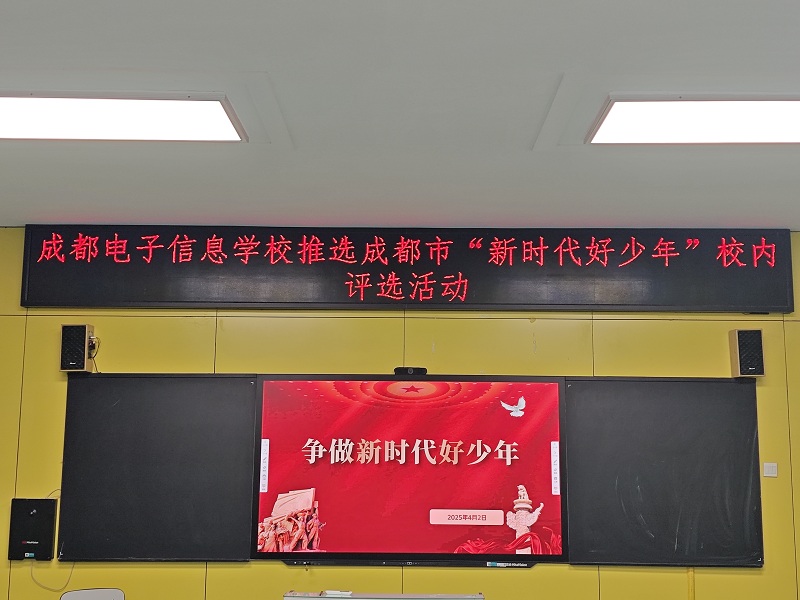 成都电子信息学校推选成都市“新时代好少年”校内
评选活动
争做新时代好少年
2025年4月2日